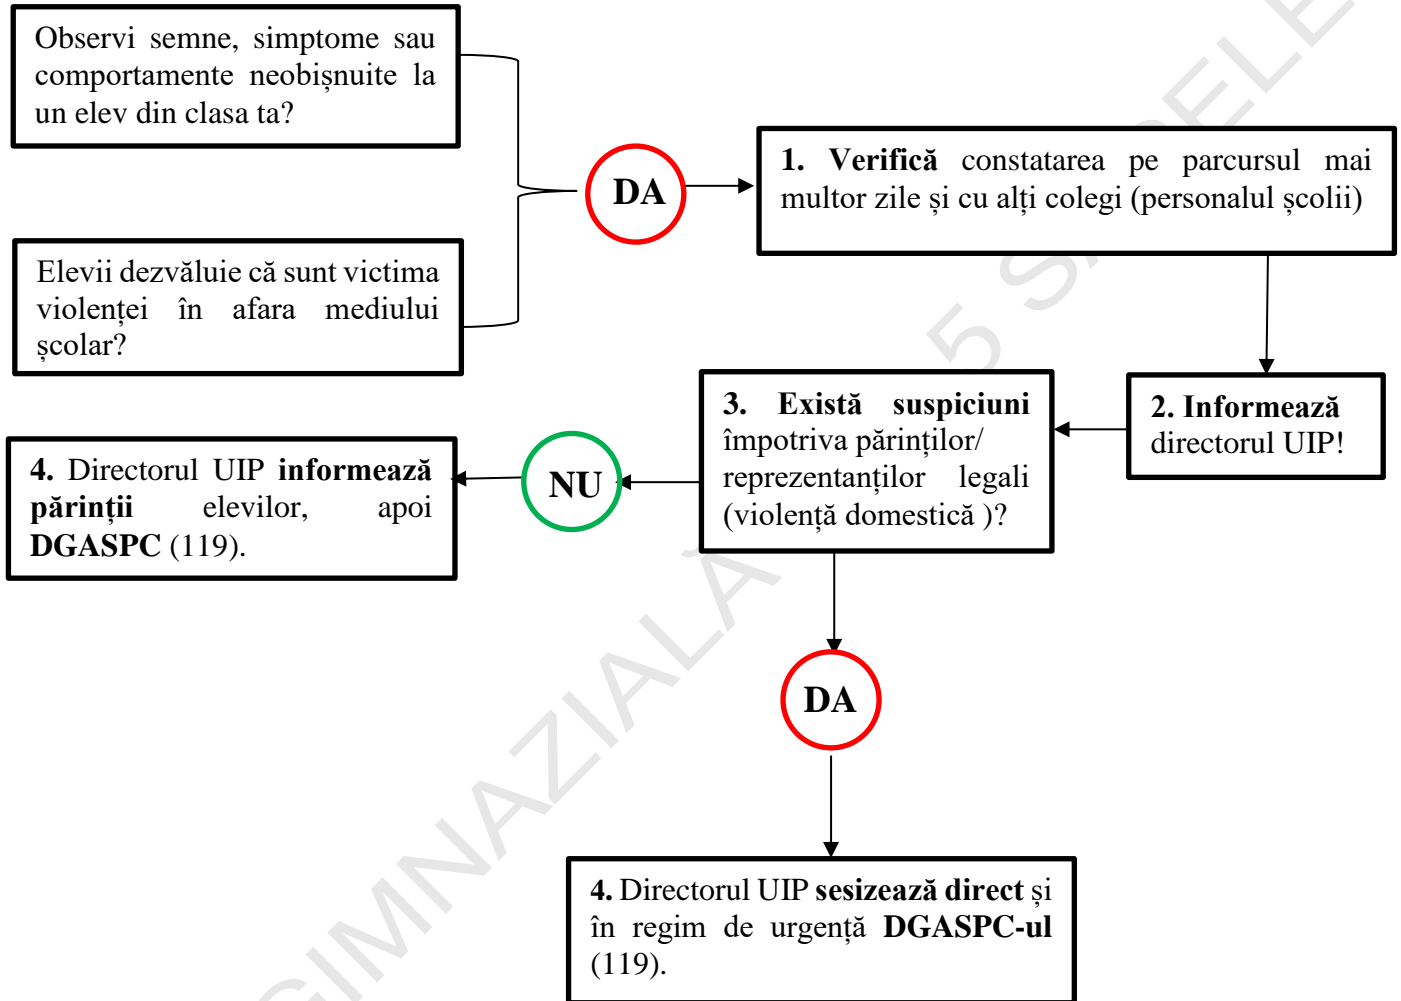 Observi semne, simptome sau
comportamente neobișnuite la
un elev din clasa ta?
DA
1. Verifică constatarea pe parcursul mai
multor zile și cu alți colegi (personalul școlii)
Elevii dezvăluie că sunt victima
violenței în afara mediului
școlar?
2. Informează
directorul UIP!
3. Există suspiciuni
împotriva părinților/
reprezentanților legali
(violență domestică )?
NU
4. Directorul UIP informează
părinții elevilor, apoi
DGASPC (119).
DA
4. Directorul UIP sesizează direct și
în regim de urgență DGASPC-ul
(119).
GIMNAZIALĂ 5 SĂCELE